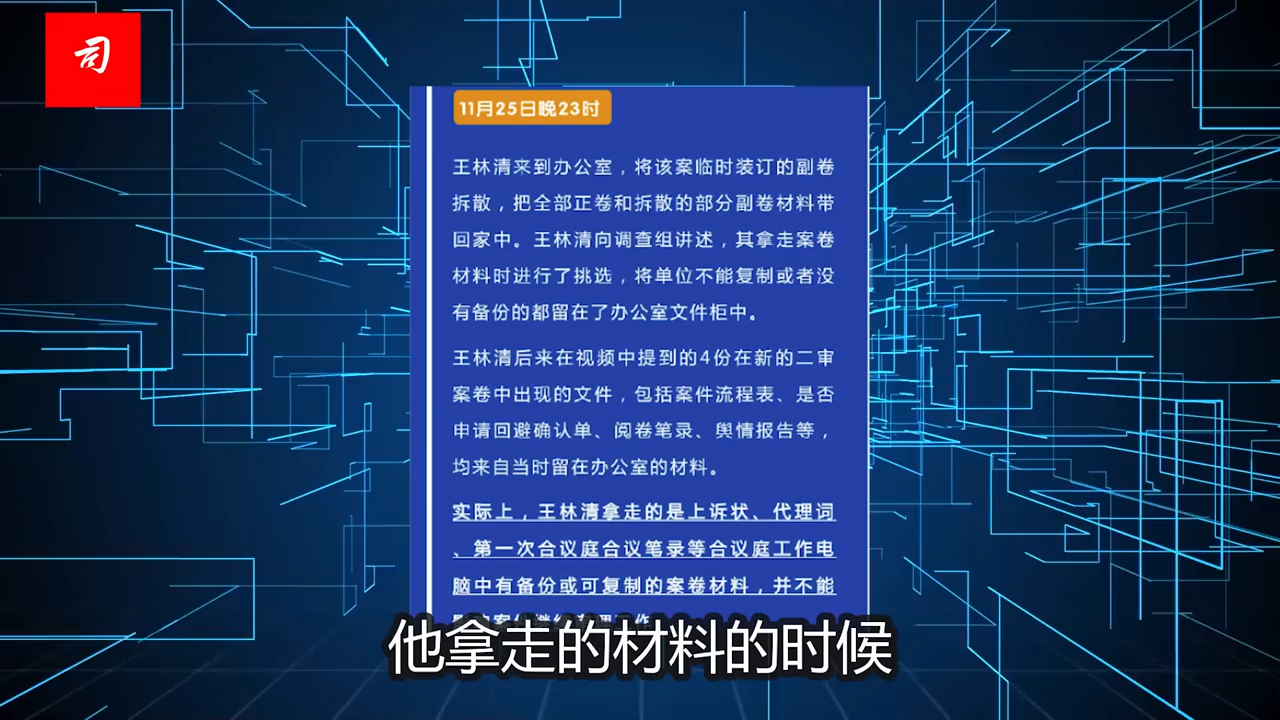 司
11月25日晚23时
王林清来到办公室，将该案临时装订的副卷
拆散，把全部正卷和拆散的部分副卷材料带
回家中。王林清向调查组讲述，其拿走案卷
材料时进行了挑选，将单位不能复制或者没
有备份的都留在了办公室文件柜中。
王林清后来在视频中提到的4份在新的二审
案卷中出现的文件，包括案件流程表、是否
申请回避确认单、阅卷笔录、舆情报告等，
均来自当时留在办公室的材料。
实际上，王林清拿走的是上诉状、代理词
、第一次合议庭合议笔录等合议庭工作电
脑中有备份或可复制的案卷材料，并不能
他拿走的材料的时候